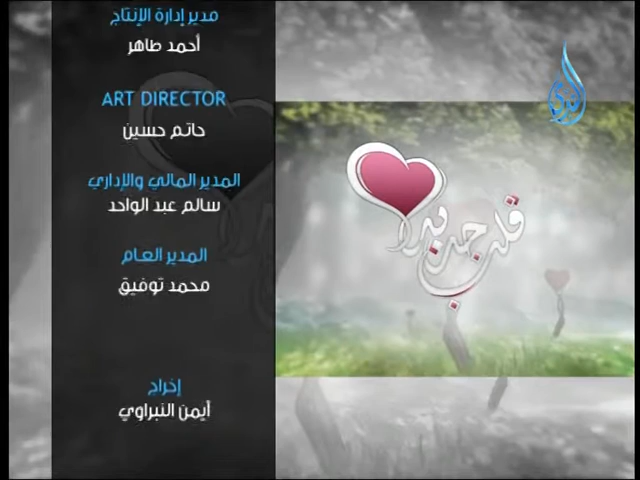 مدير إدارة الإنتاج
أحمد طاهر
ART DIRECTOR
حاتم حسين
المدير المالي والإداري
سالم عبد الواحد
المدير العام
محمد توفيق
إخراج
أيمن النبراوي
قلب جديد